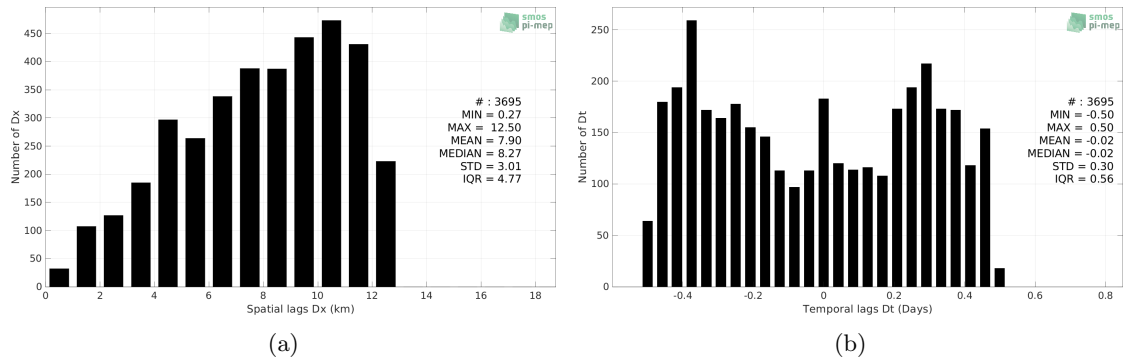 smos
pi-mep
450
400
350
300
250
200
150
100
50
0
Number of Dx
# : 3695
MIN = 0.27
MAX = 12.50
MEAN = 7.90
MEDIAN = 8.27
STD = 3.01
IQR = 4.77
0 2 4 6 8 10 12 14 16 18
Spatial lags Dx (km)
(a)
smos
pi-mep
250
200
150
100
50
0
Number of Dt
# : 3695
MIN = -0.50
MAX = 0.50
MEAN = -0.02
MEDIAN = -0.02
STD = 0.30
IQR = 0.56
-0.4 -0.2 0 0.2 0.4 0.6 0.8
Temporal lags Dt (Days)
(b)